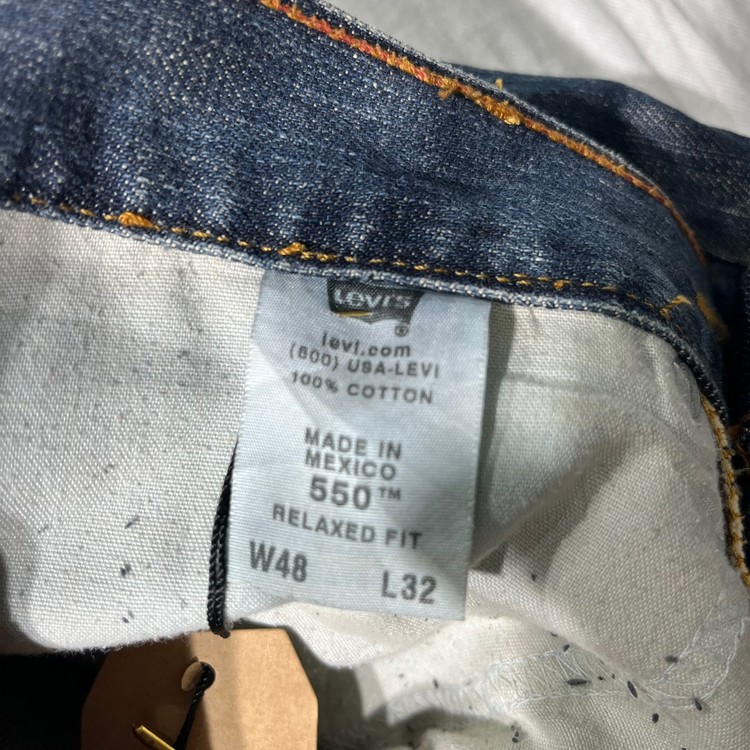 Levi's
®
levi.com
(800) USA-LEVI
100% COTTON
MADE IN
MEXICO
550™
RELAXED FIT
W48 L32